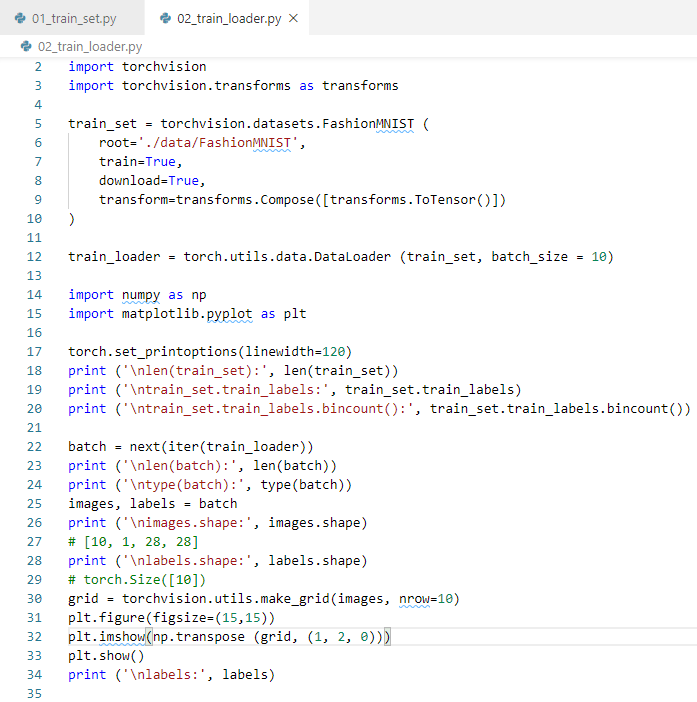 01_train_set.py 02_train_loader.py ×
02_train_loader.py
2 import torchvision
3 import torchvision.transforms as transforms
4
5 train_set = torchvision.datasets.FashionMNIST (
6     root='./data/FashionMNIST',
7     train=True,
8     download=True,
9     transform=transforms.Compose([transforms.ToTensor()])
10 )
11
12 train_loader = torch.utils.data.DataLoader (train_set, batch_size = 10)
13
14 import numpy as np
15 import matplotlib.pyplot as plt
16
17 torch.set_printoptions(linewidth=120)
18 print ('\nlen(train_set):', len(train_set))
19 print ('\ntrain_set.train_labels:', train_set.train_labels)
20 print ('\ntrain_set.train_labels.bincount():', train_set.train_labels.bincount())
21
22 batch = next(iter(train_loader))
23 print ('\nlen(batch):', len(batch))
24 print ('\ntype(batch):', type(batch))
25 images, labels = batch
26 print ('\nimages.shape:', images.shape)
27 # [10, 1, 28, 28]
28 print ('\nlabels.shape:', labels.shape)
29 # torch.Size([10])
30 grid = torchvision.utils.make_grid(images, nrow=10)
31 plt.figure(figsize=(15,15))
32 plt.imshow(np.transpose (grid, (1, 2, 0)))
33 plt.show()
34 print ('\nlabels:', labels)
35